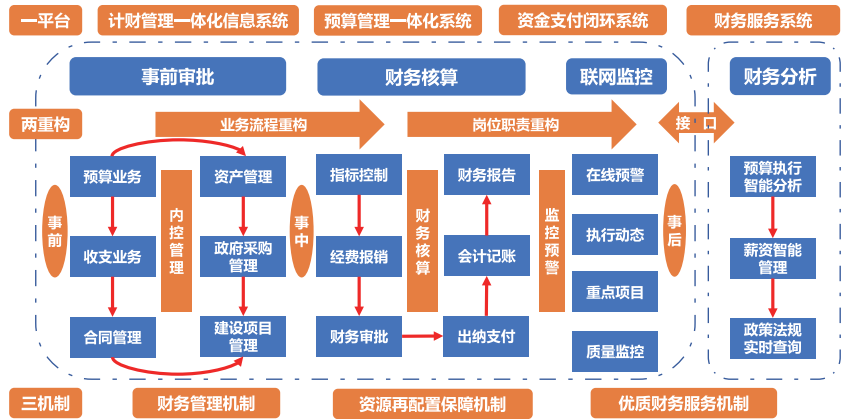 一平台
计财管理一体化信息系统
预算管理一体化系统
资金支付闭环系统
财务服务系统
事前审批
财务核算
联网监控
财务分析
两重构
业务流程重构
岗位职责重构
接 口
事前
预算业务
收支业务
合同管理
内控管理
资产管理
政府采购
管理
建设项目
管理
事中
指标控制
经费报销
财务审批
财务核算
财务报告
会计记账
出纳支付
监控预警
在线预警
执行动态
重点项目
质量监控
事后
预算执行
智能分析
薪资智能
管理
政策法规
实时查询
三机制
财务管理机制
资源再配置保障机制
优质财务服务机制